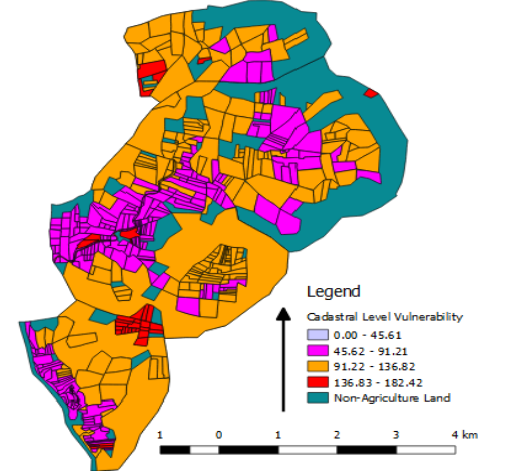 Legend
Cadastral Level Vulnerability
0.00 - 45.61
45.62 - 91.21
91.22 - 136.82
136.83 - 182.42
Non-Agriculture Land
1 0 1 2 3 4 km